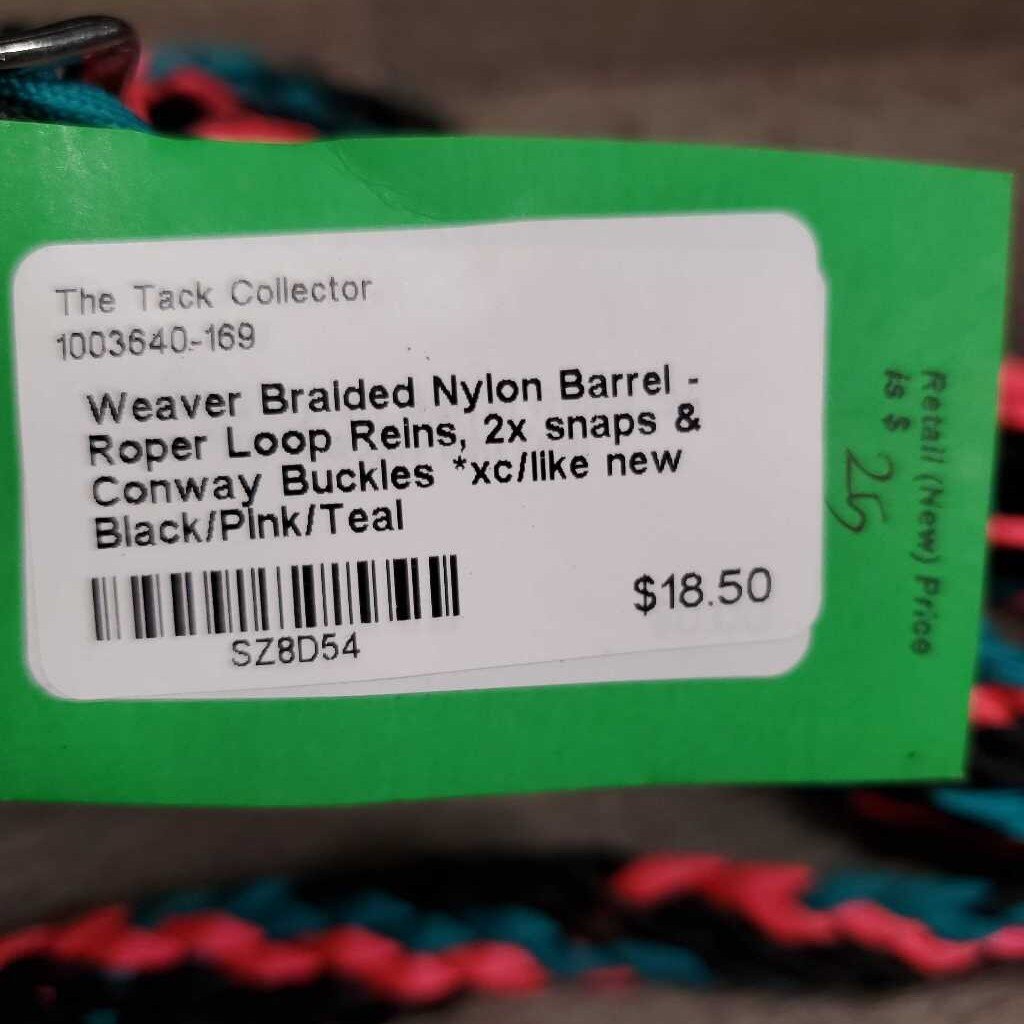 The Tack Collector
1003640-169
Weaver Braided Nylon Barrel -
Roper Loop Reins, 2x snaps &
Conway Buckles *xc/like new
Black/Pink/Teal
SZ8D54
$18.50
Retail (New) Price
is $ 25